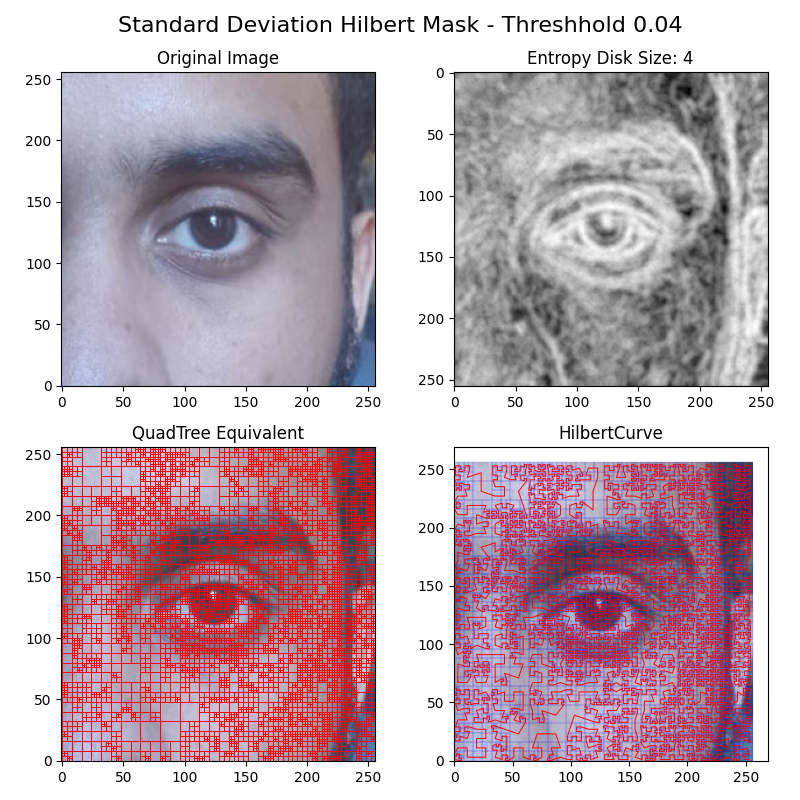 Standard Deviation Hilbert Mask - Threshhold 0.04
Original Image
250
200
150
100
50
0
0 50 100 150 200 250
Entropy Disk Size: 4
0
50
100
150
200
250
0 50 100 150 200 250
QuadTree Equivalent
250
200
150
100
50
0
0 50 100 150 200 250
HilbertCurve
250
200
150
100
50
0
0 50 100 150 200 250